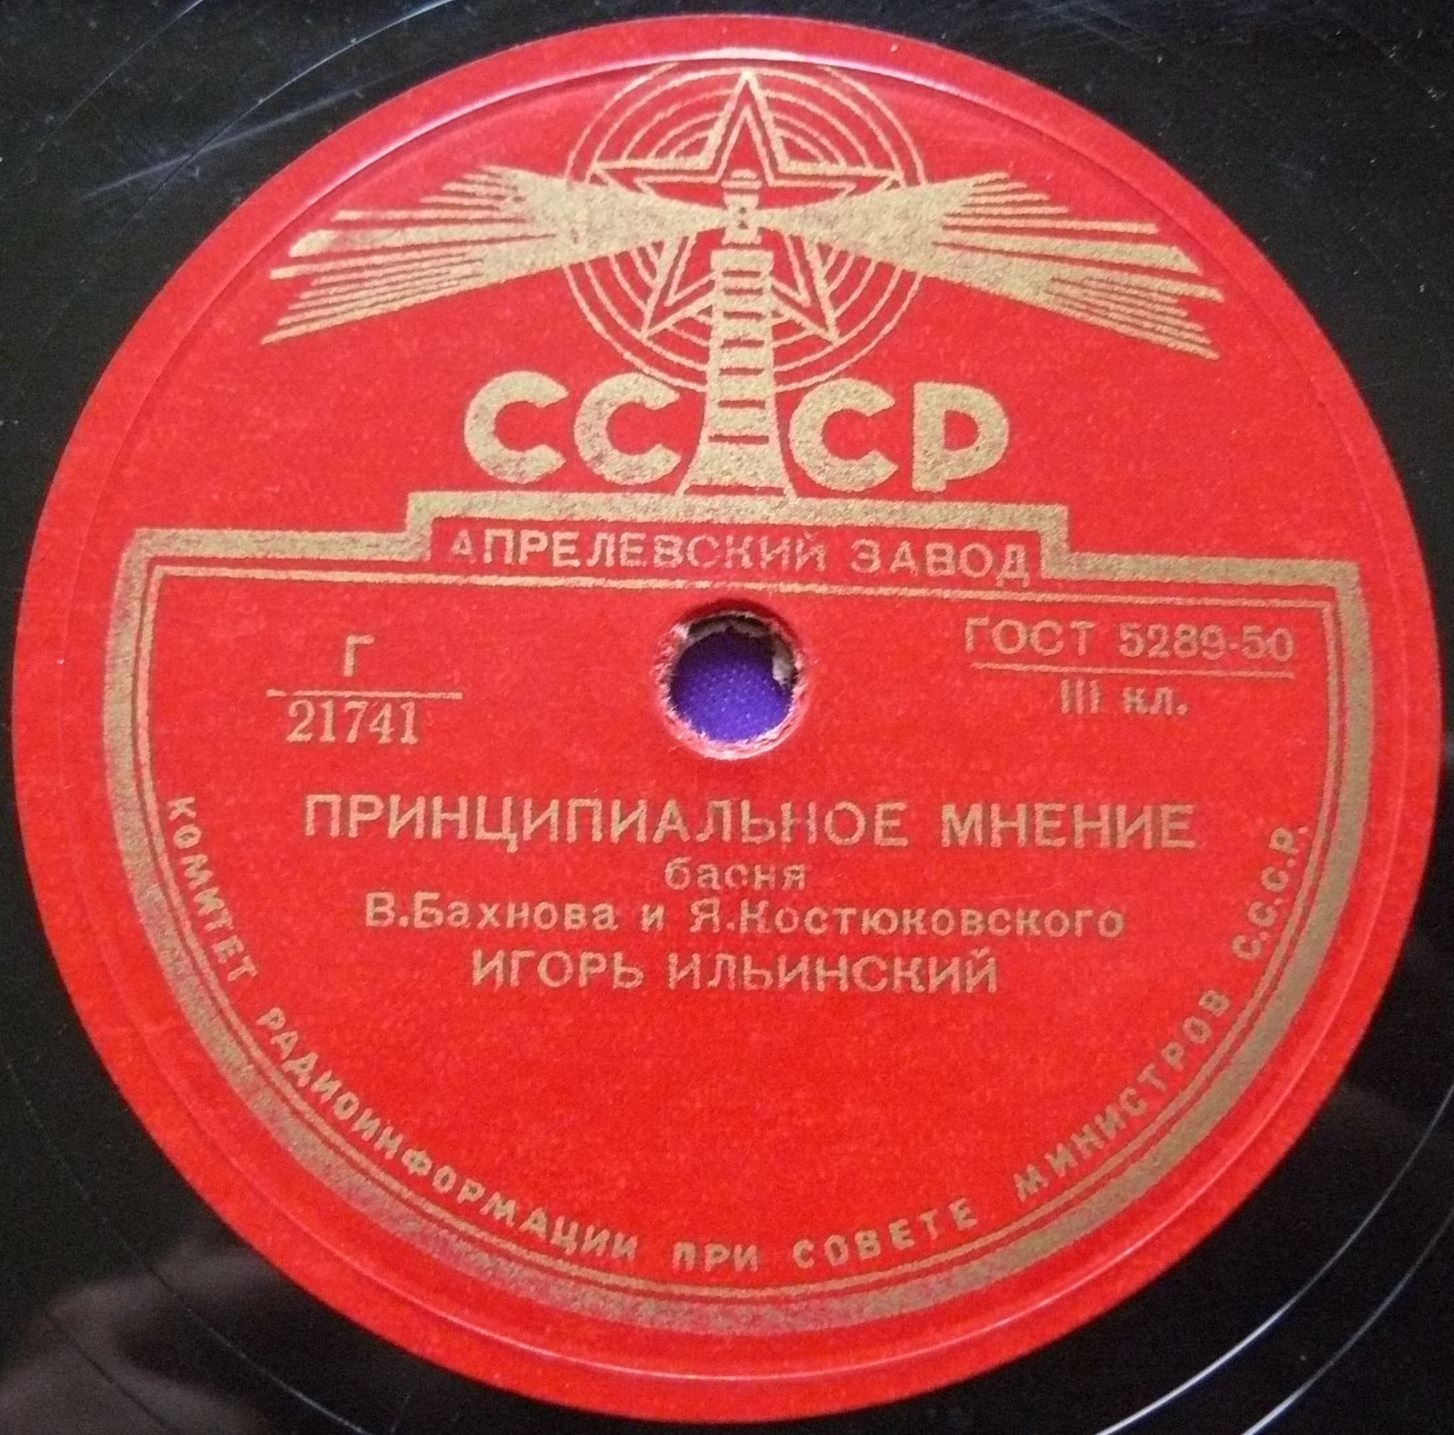 СССР
АПРЕЛЕВСКИЙ ЗАВОД
Г
21741
ГОСТ 5289-50
III кл.
ПРИНЦИПИАЛЬНОЕ МНЕНИЕ
басня
В.Бахнова и Я.Костюковского
ИГОРЬ ИЛЬИНСКИЙ
КОМИТЕТ РАДИОИНФОРМАЦИИ ПРИ СОВЕТЕ МИНИСТРОВ С.С.С.Р.